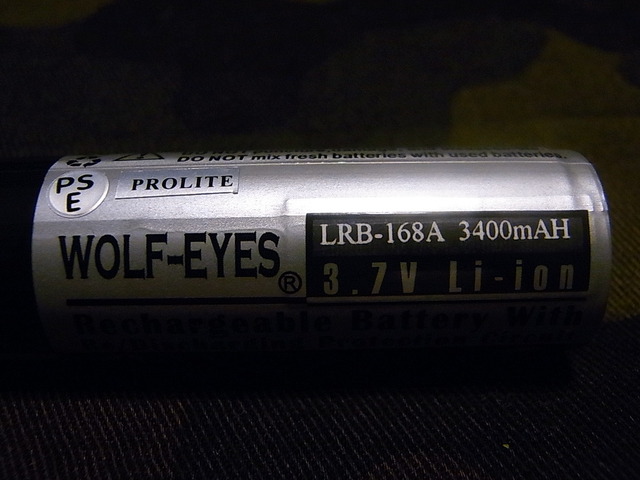 DO NOT mix fresh batteries with used batteries.
PS
E
PROLITE
WOLF-EYES®
LRB-168A 3400mAH
3.7V Li-ion
Rechargeable Battery With